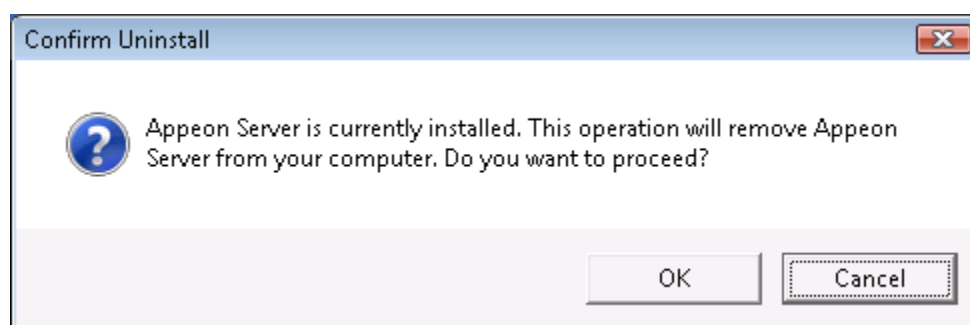 Confirm Uninstall
Appeon Server is currently installed. This operation will remove Appeon
Server from your computer. Do you want to proceed?
OK
Cancel